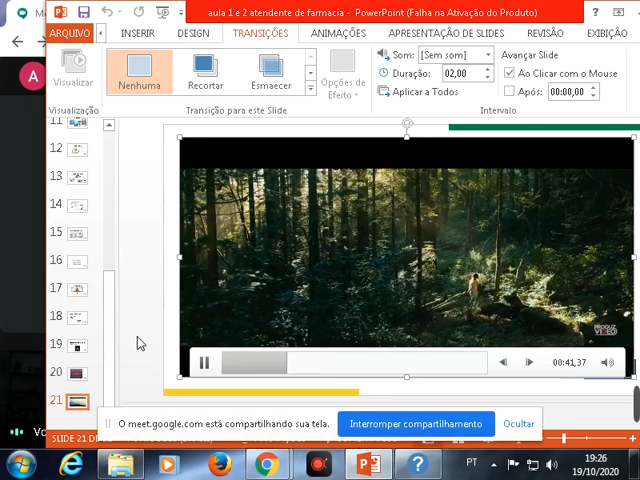 aula 1 e 2 atendente de farmacia - PowerPoint (Falha na Ativação do Produto)
ARQUIVO INSERIR DESIGN TRANSIÇÕES ANIMAÇÕES APRESENTAÇÃO DE SLIDES REVISÃO EXIBIÇÃO
Visualizar
Nenhuma Recortar Esmaecer
Opções de Efeito
Som: [Sem som]
Duração: 02,00
Aplicar a Todos
Avançar Slide
Ao Clicar com o Mouse
Após: 00:00,00
Visualização Transição para este Slide Intervalo
A
11
12
13
14
15
16
17
18
19
20
21
PRODUZ
VÍDEO
00:41,37
O meet.google.com está compartilhando sua tela. Interromper compartilhamento Ocultar
Vo
SLIDE 21 DE
PT
19:26
19/10/2020